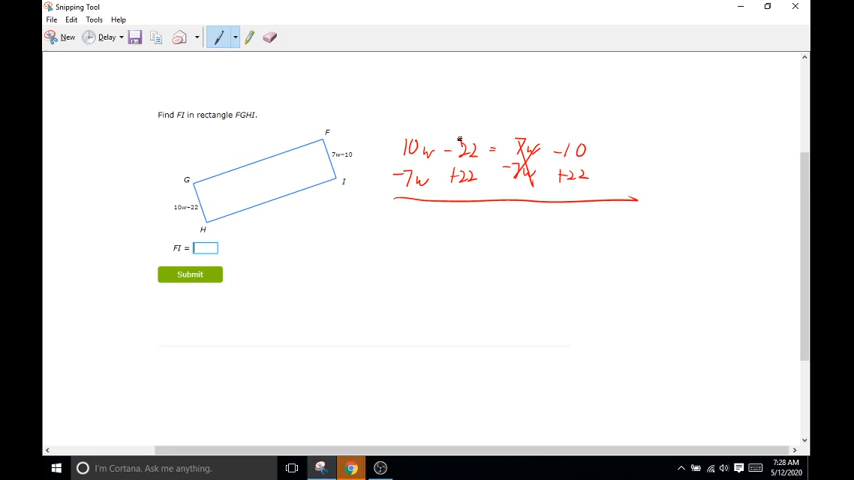 Snipping Tool
File Edit Tools Help
New Delay
Find FI in rectangle FGHI.
F
7w−10
G
I
10w−22
H
10w - 22 = 7w -10
-7w +22 -7w +22
FI =
Submit
I'm Cortana. Ask me anything.
7:28 AM
5/12/2020